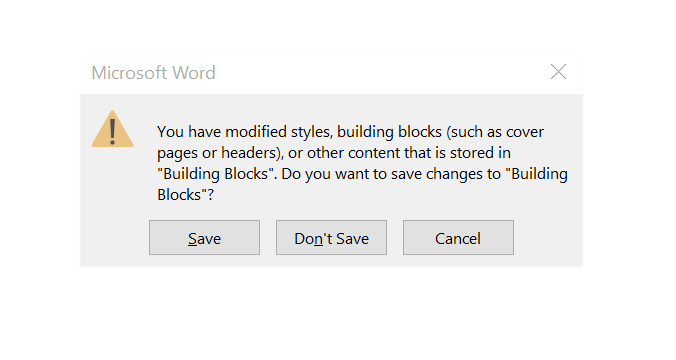 Microsoft Word
You have modified styles, building blocks (such as cover
pages or headers), or other content that is stored in
"Building Blocks". Do you want to save changes to "Building
Blocks"?
Save
Don't Save
Cancel